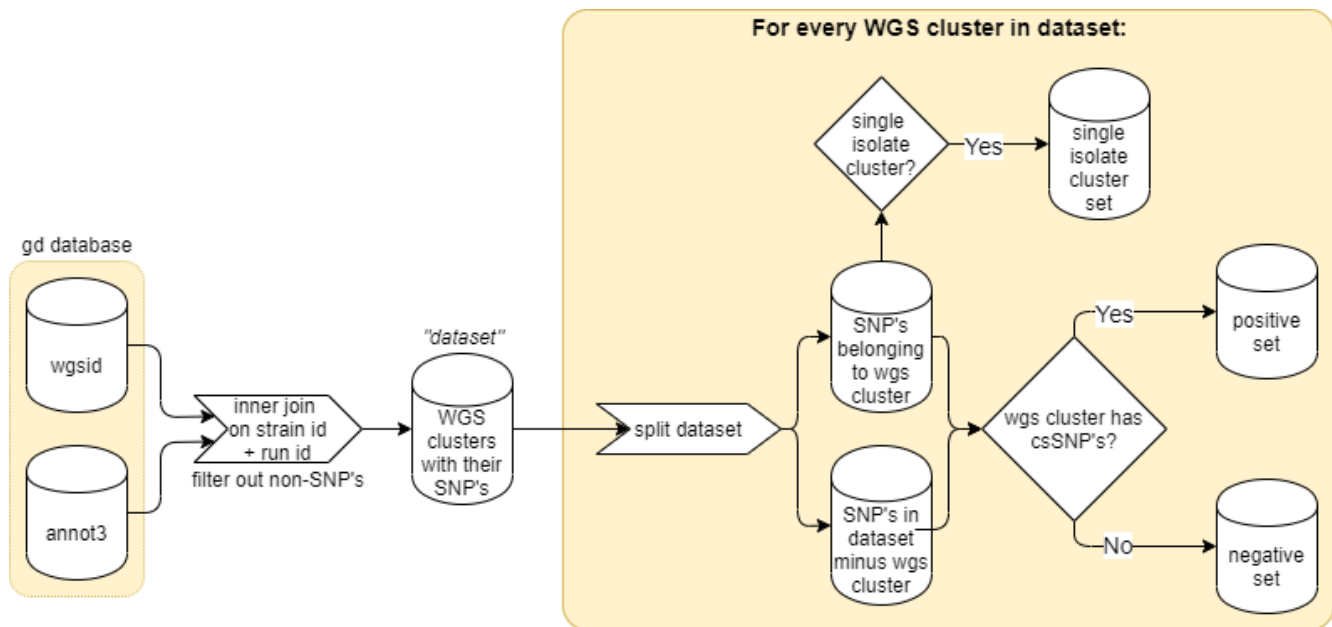 For every WGS cluster in dataset:
gd database
wgsid
annot3
inner join
on strain id
+ run id
filter out non-SNP's
"dataset"
WGS
clusters
with their
SNP's
split dataset
single
isolate
cluster?
Yes
single
isolate
cluster
set
SNP's
belonging
to wgs
cluster
SNP's in
dataset
minus wgs
cluster
wgs cluster has
csSNP's?
Yes
positive
set
No
negative
set